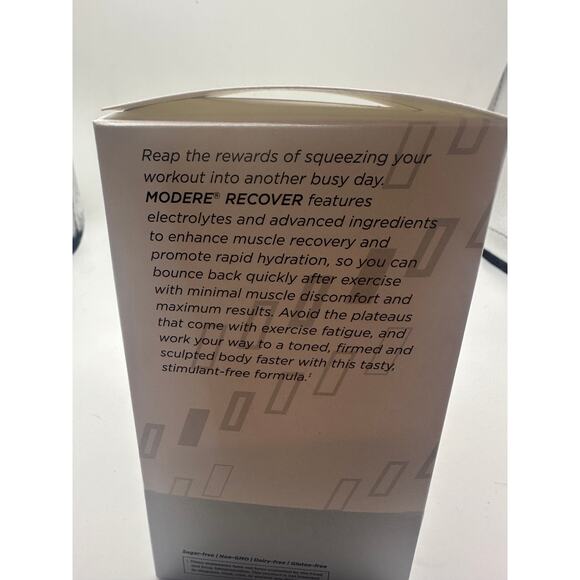 Reap the rewards of squeezing your
workout into another busy day.
MODERE® RECOVER features
electrolytes and advanced ingredients
to enhance muscle recovery and
promote rapid hydration, so you can
bounce back quickly after exercise
with minimal muscle discomfort and
maximum results. Avoid the plateaus
that come with exercise fatigue, and
work your way to a toned, firmed and
sculpted body faster with this tasty,
stimulant-free formula.‡
Sugar-free | Non-GMO | Dairy-free | Gluten-free